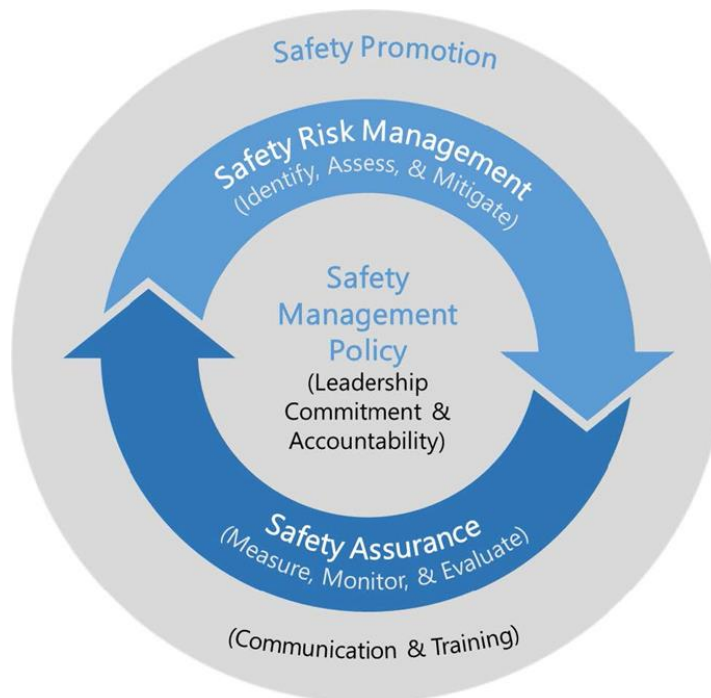 Safety Promotion
Safety Risk Management
(Identify, Assess, & Mitigate)
Safety
Management
Policy
(Leadership
Commitment &
Accountability)
Safety Assurance
(Measure, Monitor, & Evaluate)
(Communication & Training)